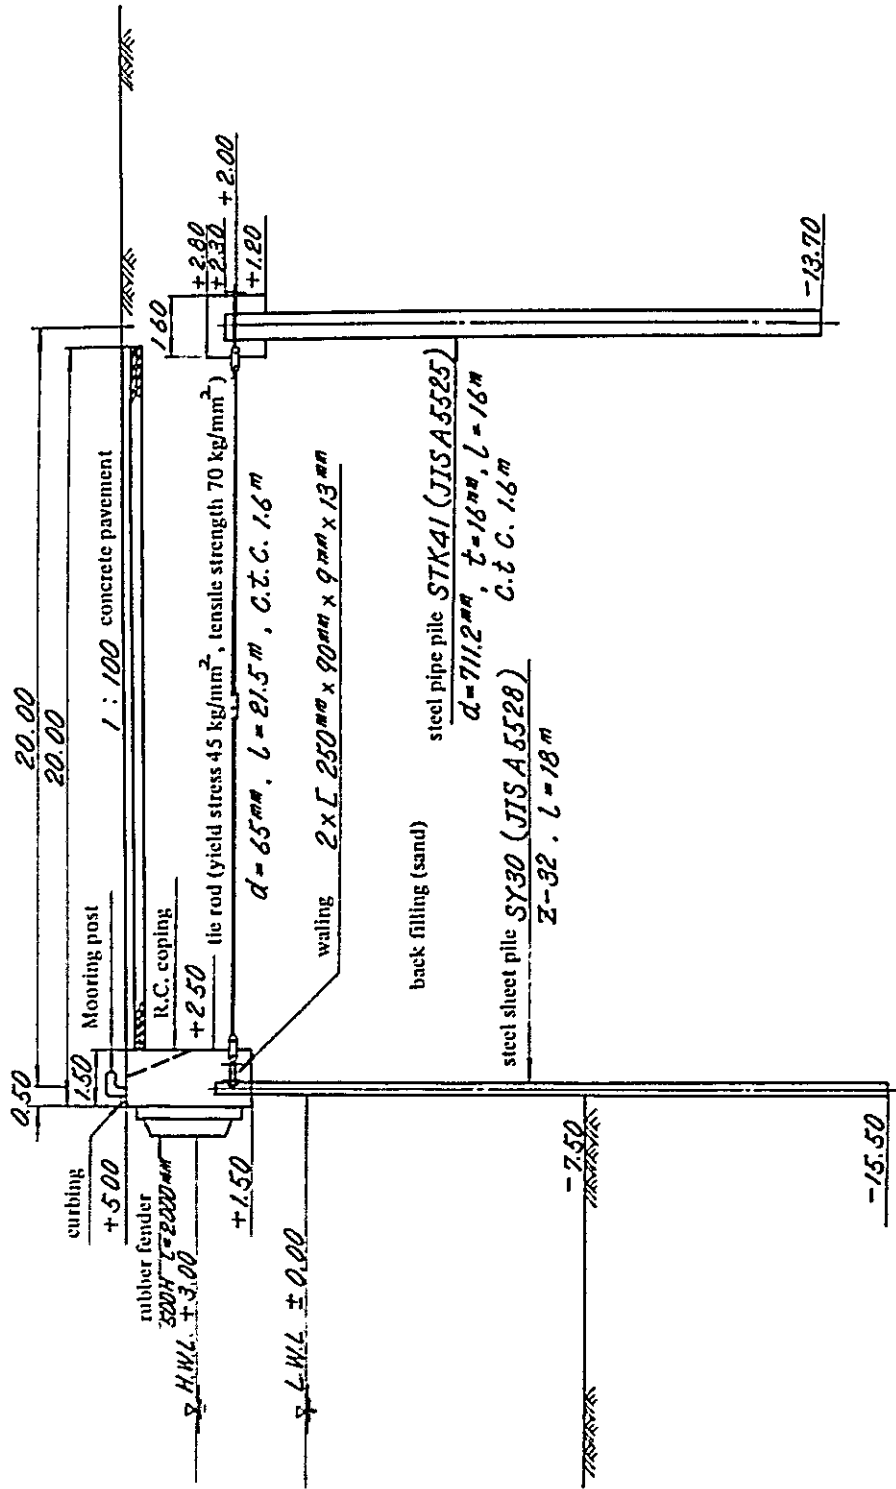 20.00
20.00
0.50
1.50
curbing
+5.00
Mooring post
R.C. coping
+2.50
1 : 100 concrete pavement
1.60
+2.80
+2.30
+2.00
+1.20
rubber fender
500H L=2000mm
H.W.L. +3.00
+1.50
L.W.L ±0.00
tie rod (yield stress 45 kg/mm², tensile strength 70 kg/mm²)
d=65mm, L=21.5m, c.t.c. 1.6m
waling 2×[ 250mm×90mm×9mm×13mm
back filling (sand)
steel pipe pile STK41 (JIS A 5525)
d=711.2mm, t=16mm, L=16m
c.t.c. 1.6m
steel sheet pile SY30 (JIS A 5528)
Z-32. L=18m
-7.50
-15.50
-13.70